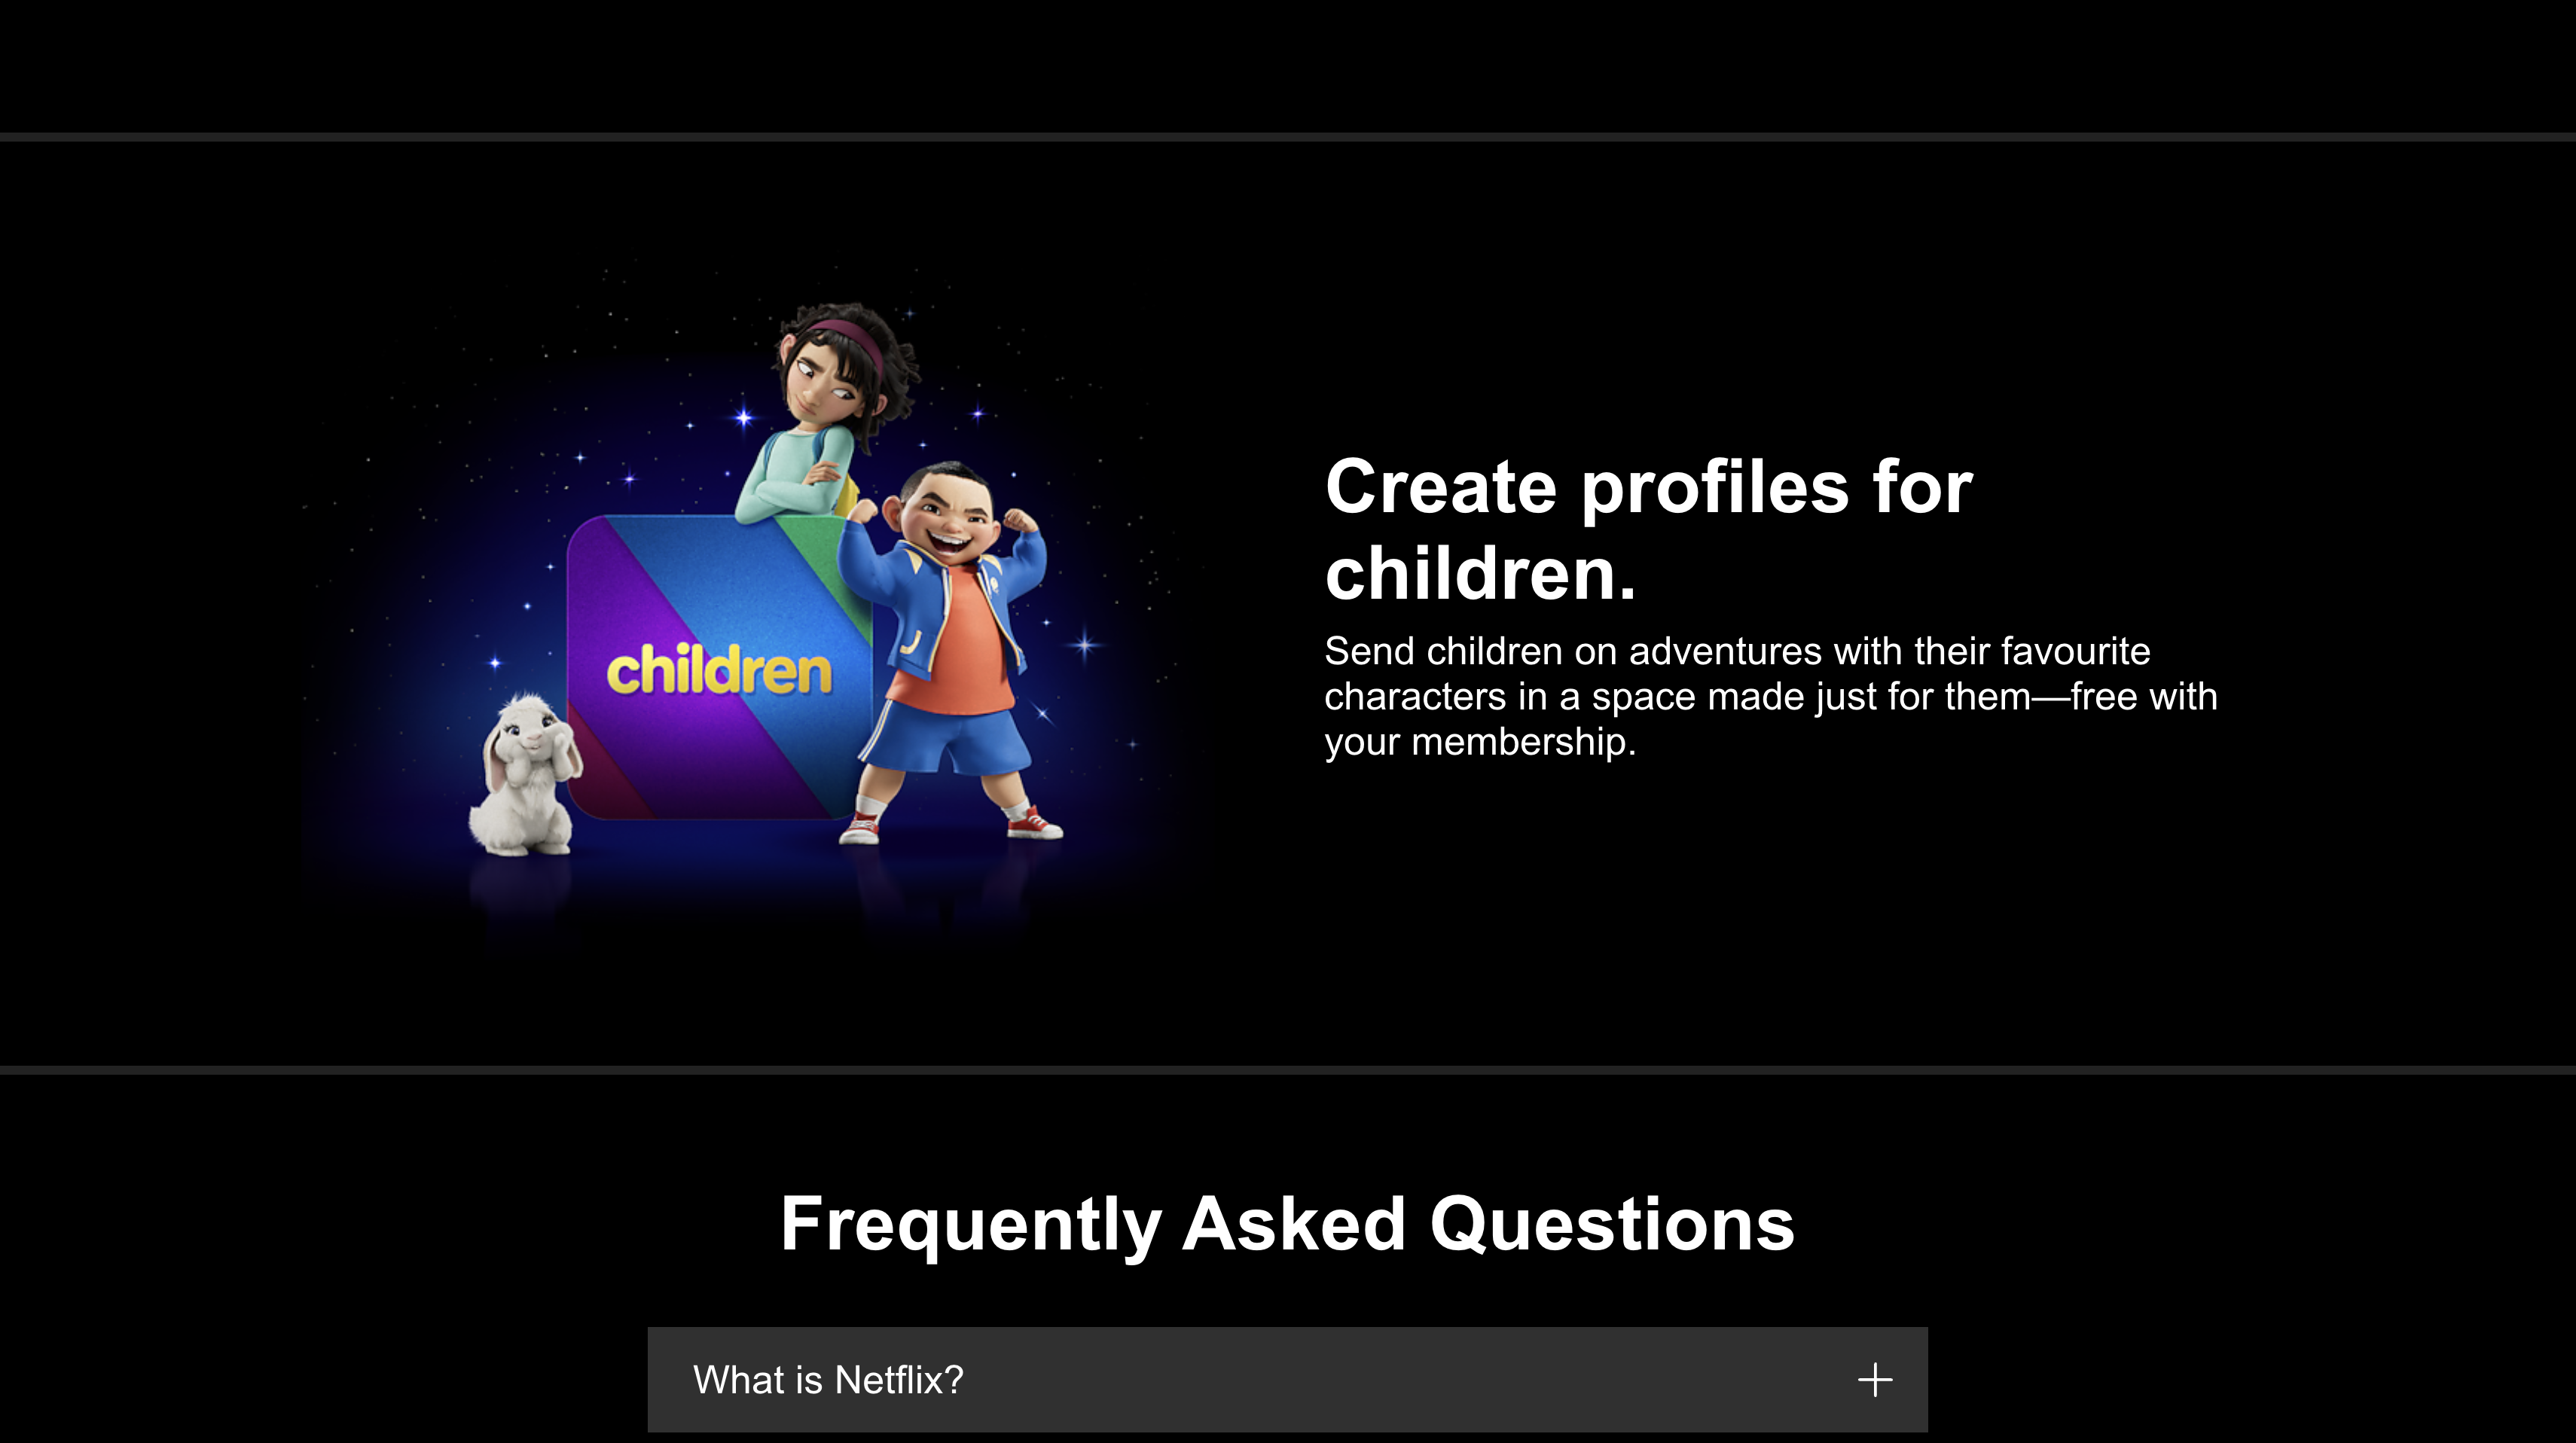 children
Create profiles for
children.
Send children on adventures with their favourite
characters in a space made just for them—free with
your membership.
Frequently Asked Questions
What is Netflix?